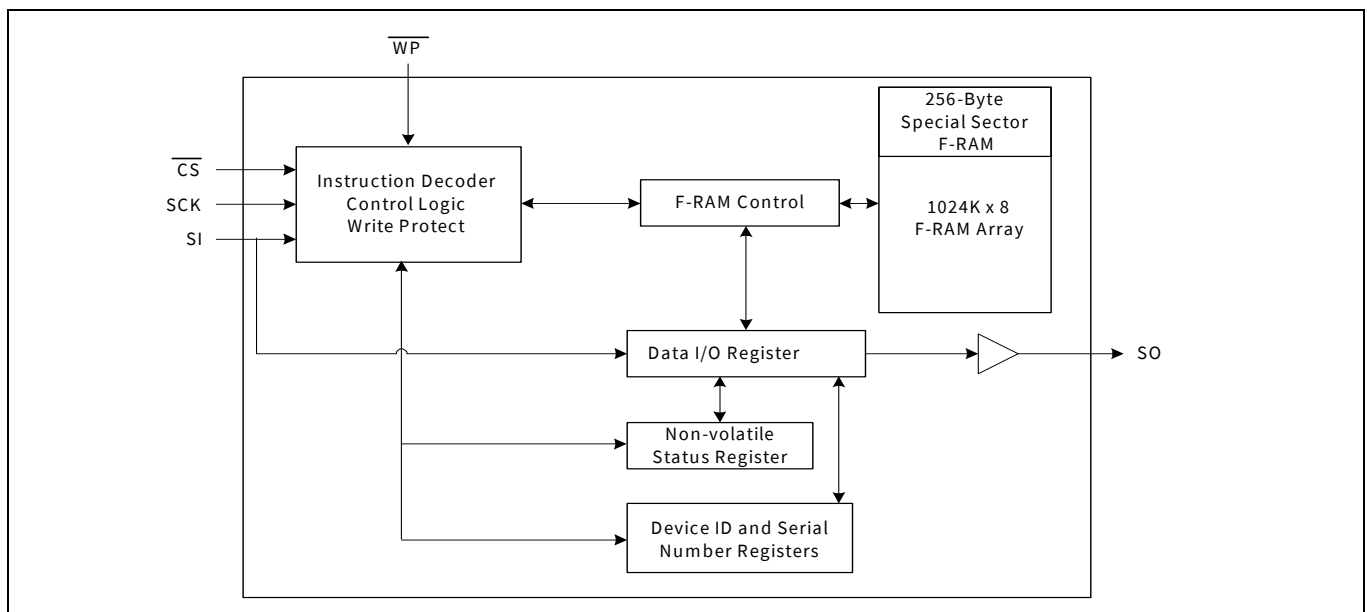 WP
256-Byte
Special Sector
F-RAM
CS
SCK
SI
Instruction Decoder
Control Logic
Write Protect
F-RAM Control
1024K x 8
F-RAM Array
Data I/O Register
SO
Non-volatile
Status Register
Device ID and Serial
Number Registers